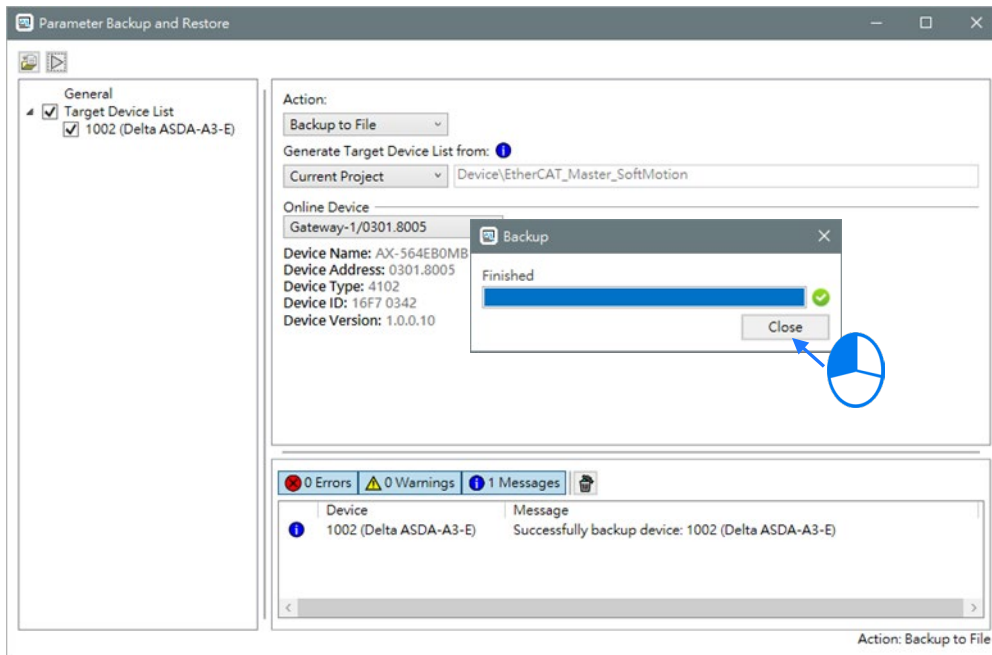 Parameter Backup and Restore
General
Target Device List
1002 (Delta ASDA-A3-E)
Action:
Backup to File
Generate Target Device List from:
Current Project
Device\EtherCAT_Master_SoftMotion
Online Device
Gateway-1/0301.8005
Device Name: AX-564EB0MB
Device Address: 0301.8005
Device Type: 4102
Device ID: 16F7 0342
Device Version: 1.0.0.10
Backup
Finished
Close
0 Errors
0 Warnings
1 Messages
Device Message
1002 (Delta ASDA-A3-E) Successfully backup device: 1002 (Delta ASDA-A3-E)
Action: Backup to File